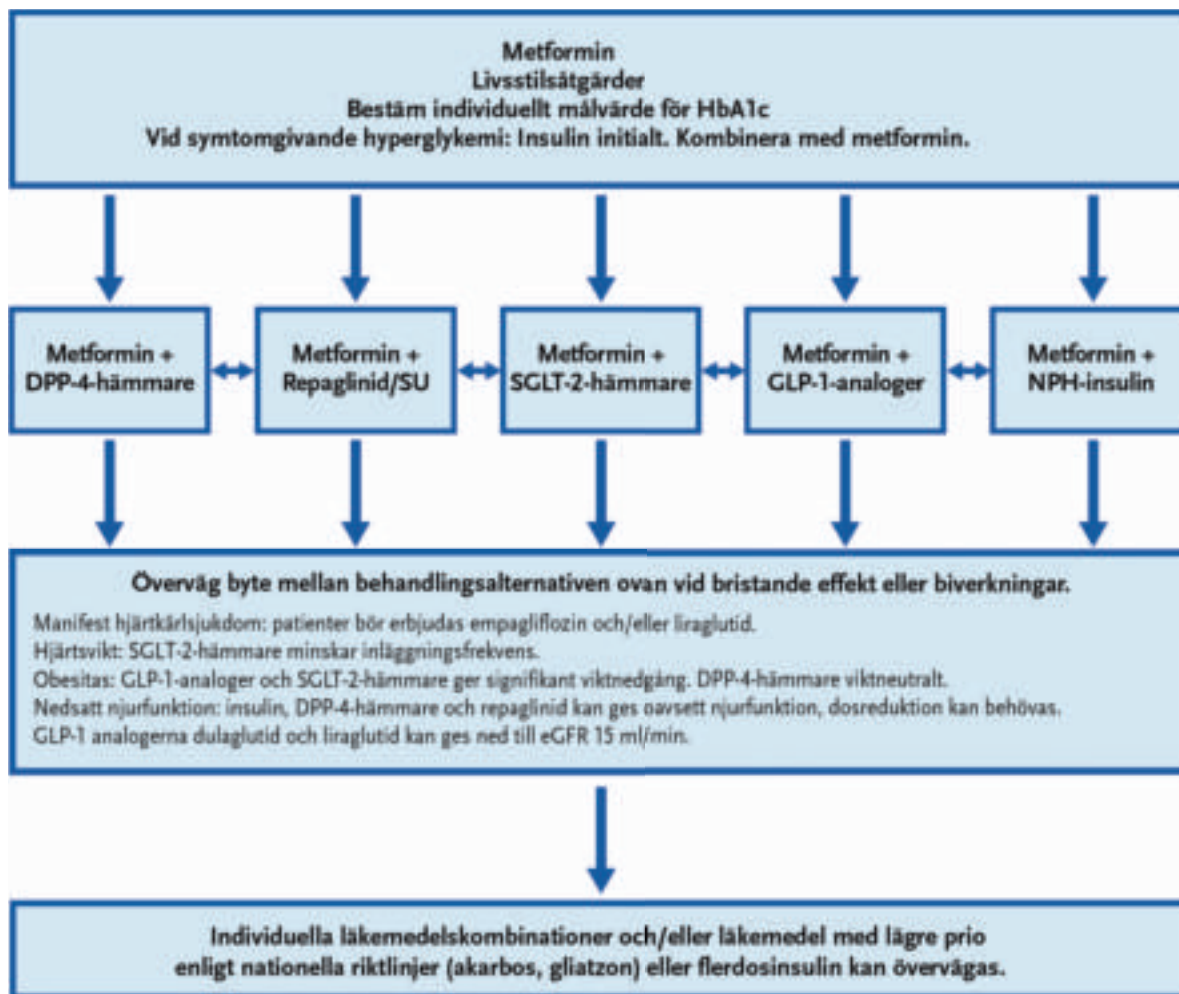 Metformin
Livsstilsåtgärder
Bestäm individuellt målvärde för HbA1c
Vid symtomgivande hyperglykemi: Insulin initialt. Kombinera med metformin.
Metformin +
DPP-4-hämmare
Metformin +
Repaglinid/SU
Metformin +
SGLT-2-hämmare
Metformin +
GLP-1-analoger
Metformin +
NPH-insulin
Överväg byte mellan behandlingsalternativen ovan vid bristande effekt eller biverkningar.
Manifest hjärtkärlsjukdom: patienter bör erbjudas empagliflozin och/eller liraglutid.
Hjärtsvikt: SGLT-2-hämmare minskar inläggningsfrekvens.
Obesitas: GLP-1-analoger och SGLT-2-hämmare ger signifikant viktnedgång. DPP-4-hämmare viktneutralt.
Nedsatt njurfunktion: insulin, DPP-4-hämmare och repaglinid kan ges oavsett njurfunktion, dosreduktion kan behövas.
GLP-1 analogerna dulaglutid och liraglutid kan ges ned till eGFR 15 ml/min.
Individuella läkemedelskombinationer och/eller läkemedel med lägre prio
enligt nationella riktlinjer (akarbos, gliatzon) eller flerdosinsulin kan övervägas.